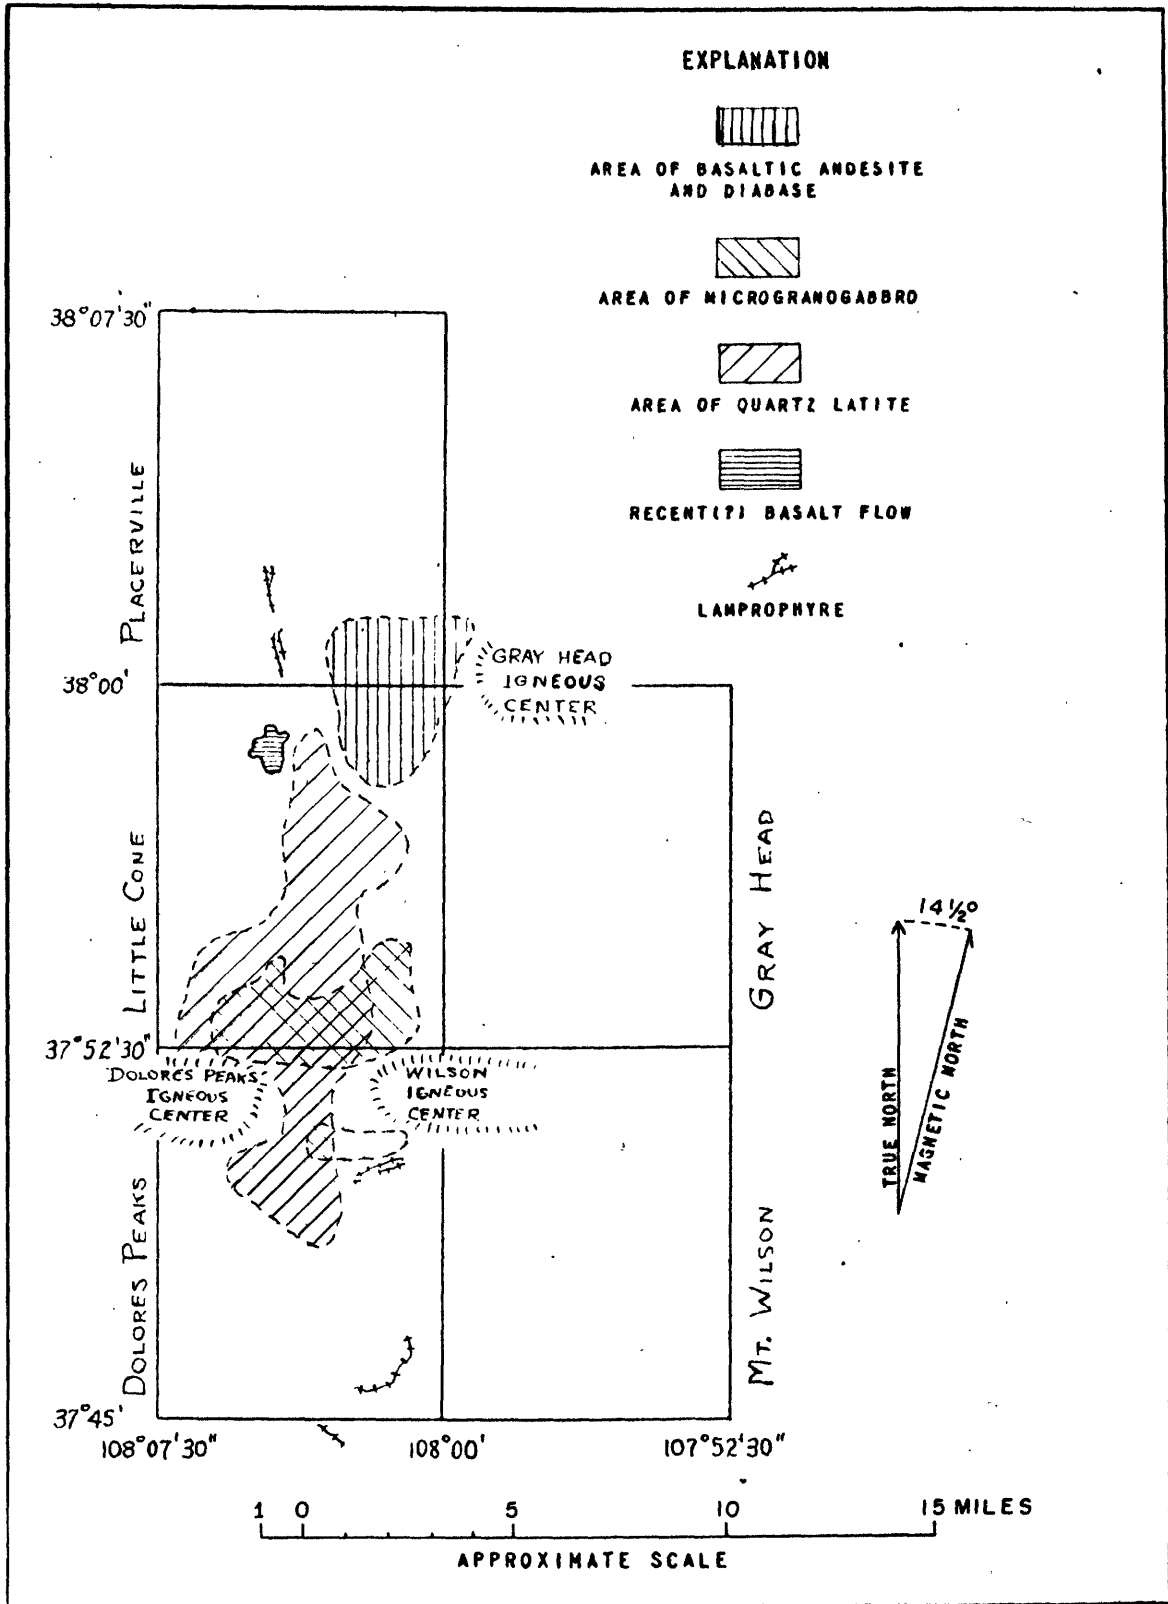 EXPLANATION
AREA OF BASALTIC ANDESITE
AND DIABASE
AREA OF MICROGRANOGABBRO
AREA OF QUARTZ LATITE
RECENT(?) BASALT FLOW
LAMPROPHYRE
38°07'30"
PLACERVILLE
38°00'
GRAY HEAD
IGNEOUS
CENTER
LITTLE CONE
GRAY HEAD
14½°
TRUE NORTH
MAGNETIC NORTH
37°52'30"
DOLORES PEAKS
IGNEOUS
CENTER
WILSON
IGNEOUS
CENTER
DOLORES PEAKS
MT. WILSON
37°45'
108°07'30"
108°00'
107°52'30"
1 0 5 10 15 MILES
APPROXIMATE SCALE